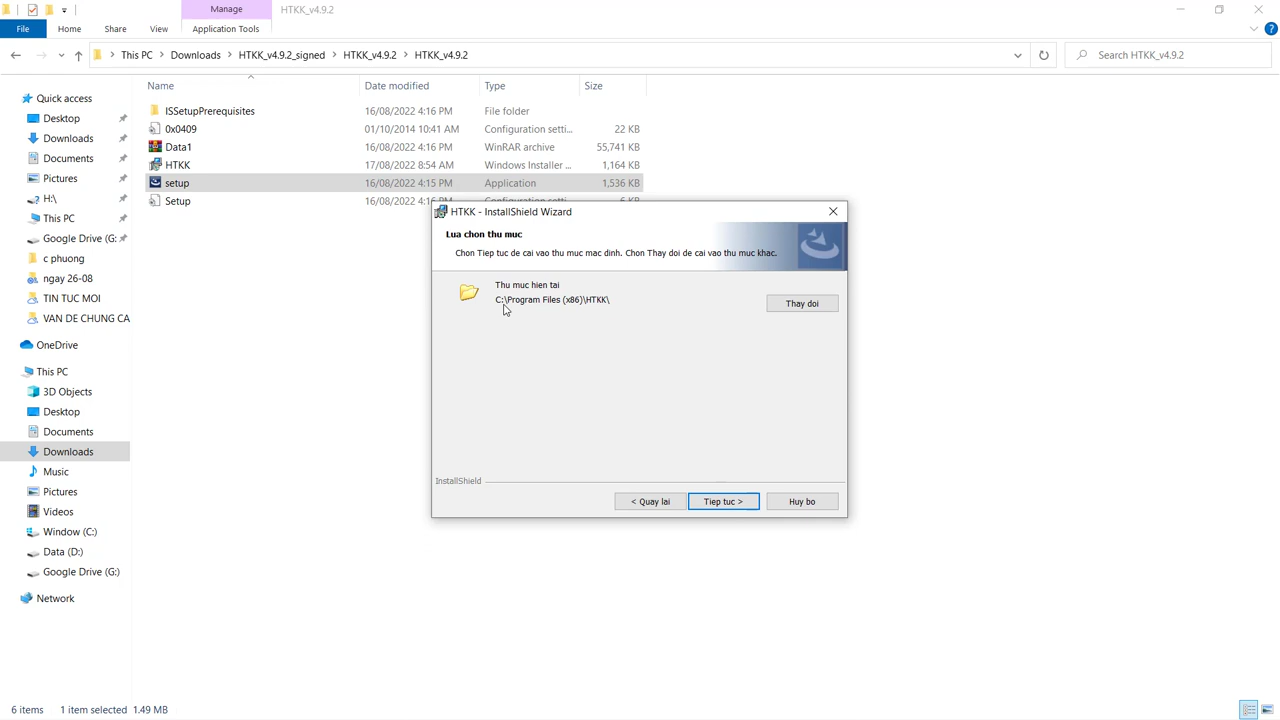 Manage
HTKK_v4.9.2
File
Home
Share
View
Application Tools
This PC
Downloads
HTKK_v4.9.2_signed
HTKK_v4.9.2
HTKK_v4.9.2
Search HTKK_v4.9.2
Name
Date modified
Type
Size
Quick access
Desktop
Downloads
Documents
Pictures
H:\
This PC
Google Drive (G:
c phuong
ngay 26-08
TIN TUC MOI
VAN DE CHUNG CA
OneDrive
This PC
3D Objects
Desktop
Documents
Downloads
Music
Pictures
Videos
Window (C:)
Data (D:)
Google Drive (G:)
Network
ISSetupPrerequisites 16/08/2022 4:16 PM File folder
0x0409 01/10/2014 10:41 AM Configuration setti... 22 KB
Data1 16/08/2022 4:16 PM WinRAR archive 55,741 KB
HTKK 17/08/2022 8:54 AM Windows Installer ... 1,164 KB
setup 16/08/2022 4:15 PM Application 1,536 KB
Setup 16/08/2022 4:16
HTKK - InstallShield Wizard
Lua chon thu muc
Chon Tiep tuc de cai vao thu muc mac dinh. Chon Thay doi de cai vao thu muc khac.
Thu muc hien tai
C:\Program Files (x86)\HTKK\
Thay doi
InstallShield
< Quay lai
Tiep tuc >
Huy bo
6 items
1 item selected 1.49 MB